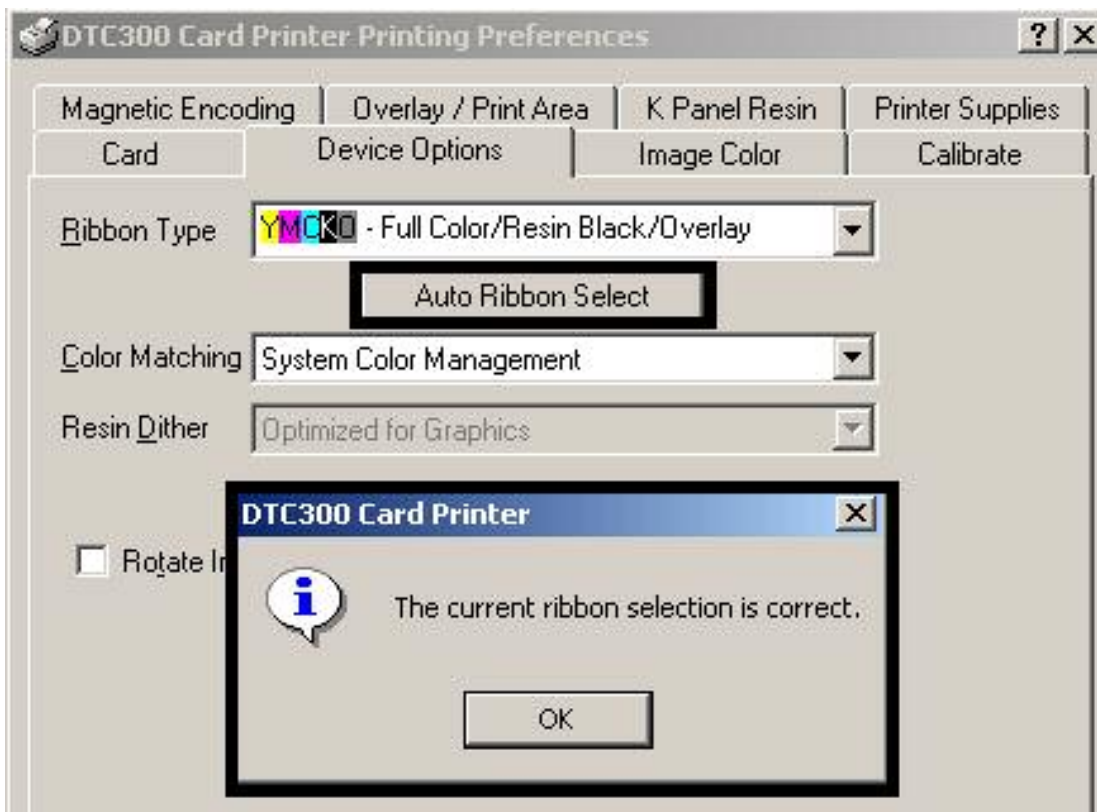 DTC300 Card Printer Printing Preferences
Magnetic Encoding Overlay / Print Area K Panel Resin Printer Supplies
Card Device Options Image Color Calibrate
Ribbon Type YMCKO - Full Color/Resin Black/Overlay
Auto Ribbon Select
Color Matching System Color Management
Resin Dither Optimized for Graphics
DTC300 Card Printer
Rotate
The current ribbon selection is correct.
OK